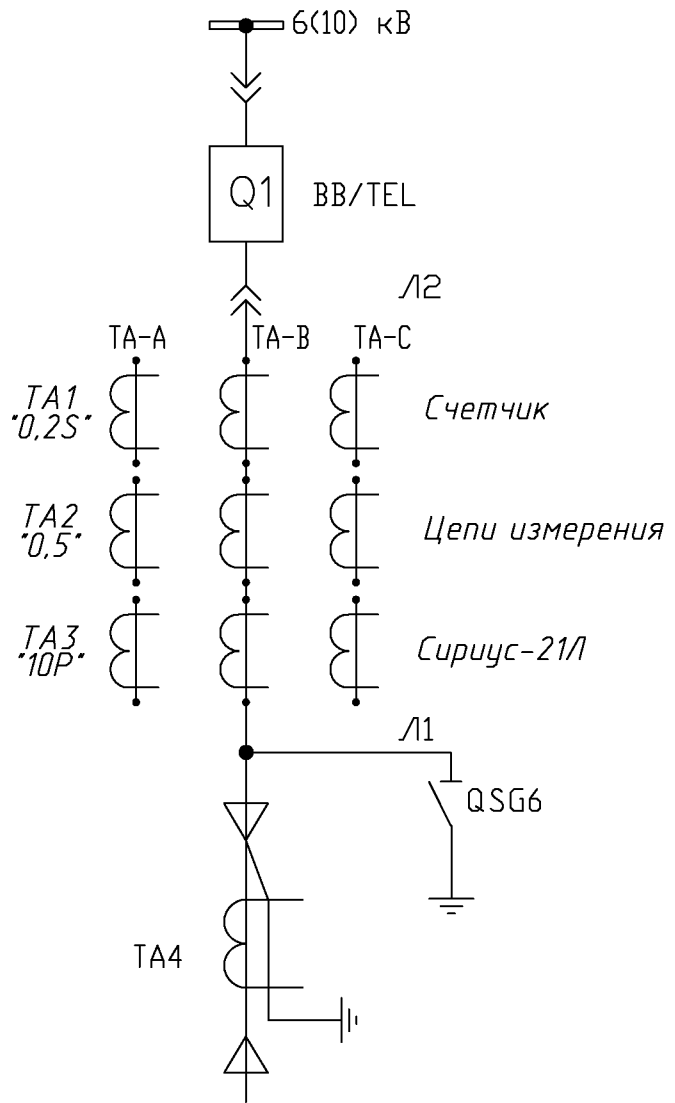 6(10) кВ
Q1
BB/TEL
Л2
TA-A
TA-B
TA-C
TA1
"0,2S"
Счетчик
TA2
"0,5"
Цепи измерения
TA3
"10P"
Сириус-21Л
Л1
QSG6
TA4